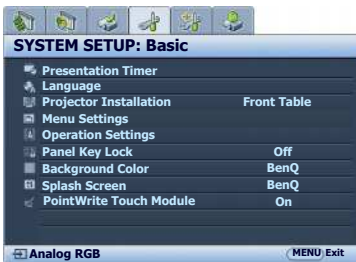 SYSTEM SETUP: Basic
Presentation Timer
Language
Projector Installation Front Table
Menu Settings
Operation Settings
Panel Key Lock Off
Background Color BenQ
Splash Screen BenQ
PointWrite Touch Module On
Analog RGB MENU Exit